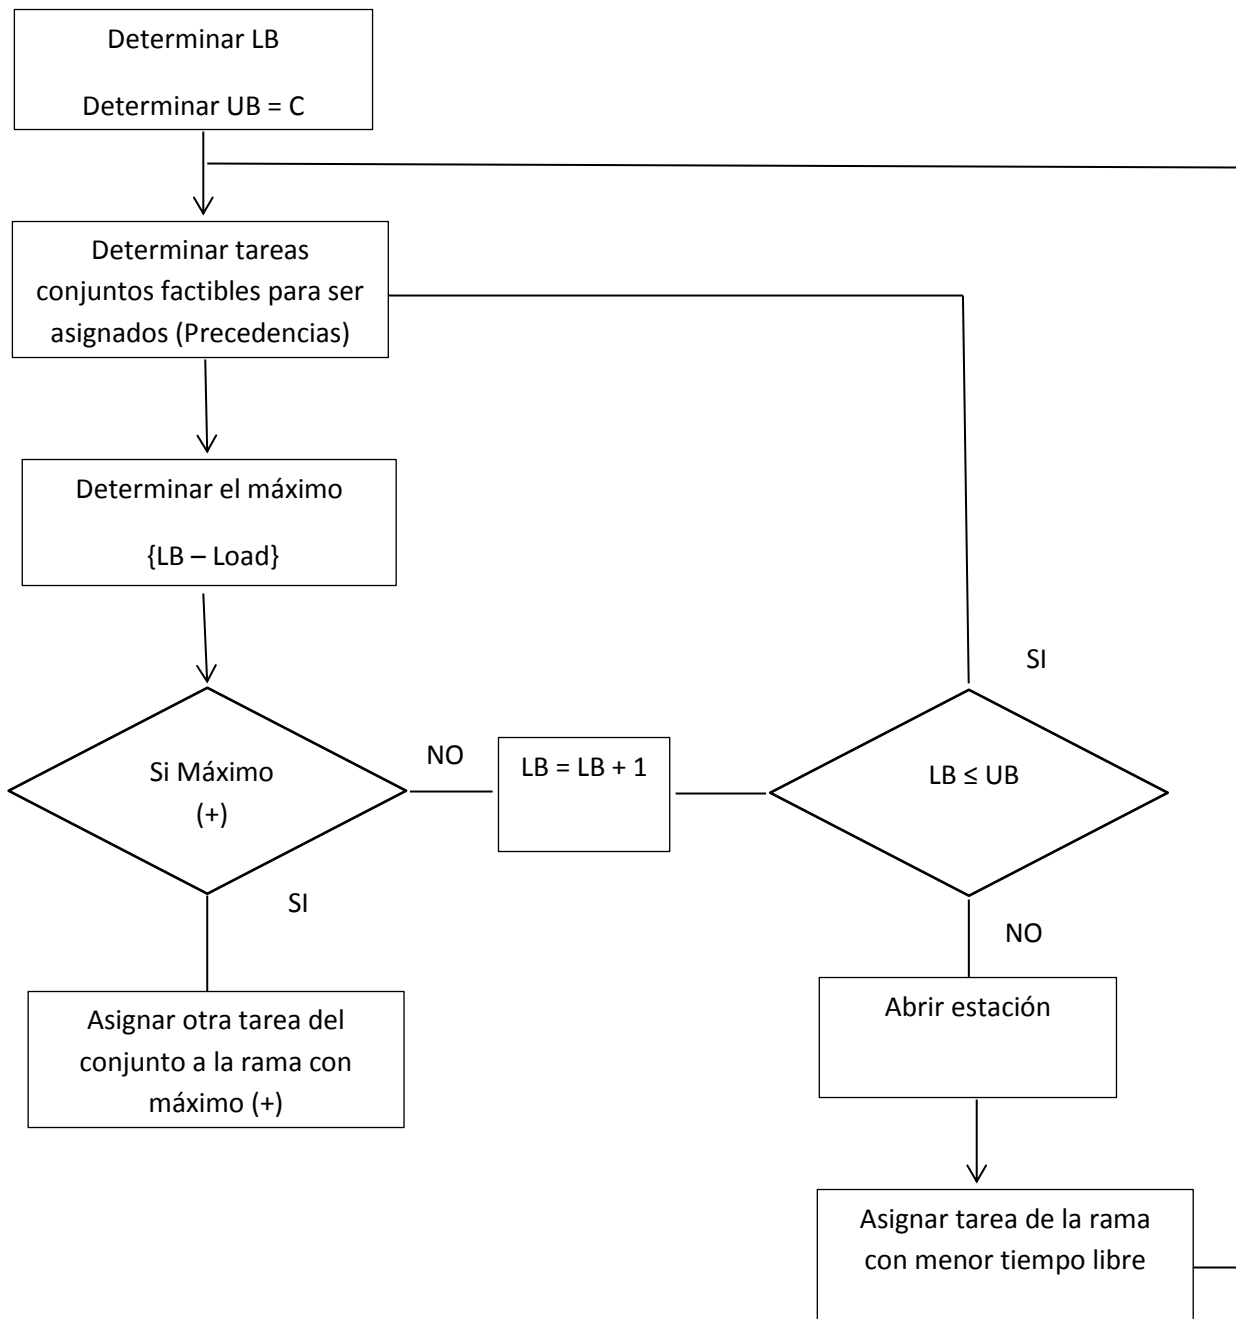 Determinar LB
Determinar UB = C
Determinar tareas
conjuntos factibles para ser
asignados (Precedencias)
Determinar el máximo
{LB – Load}
Si Máximo
(+)
NO
LB = LB + 1
LB ≤ UB
SI
SI
NO
Asignar otra tarea del
conjunto a la rama con
máximo (+)
Abrir estación
Asignar tarea de la rama
con menor tiempo libre